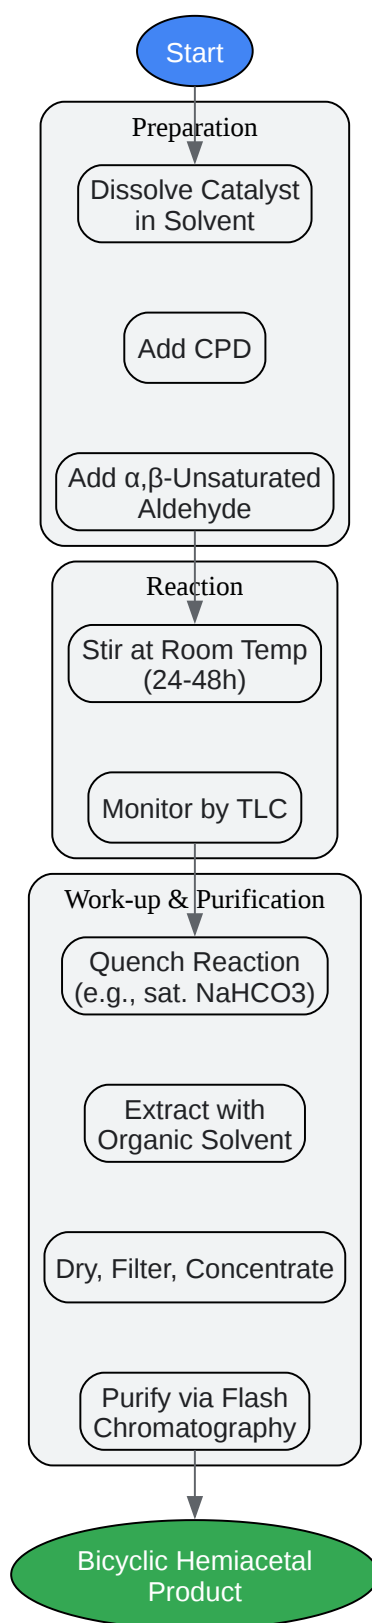 Start
Preparation
Dissolve Catalyst
in Solvent
Add CPD
Add α,β-Unsaturated
Aldehyde
Reaction
Stir at Room Temp
(24-48h)
Monitor by TLC
Work-up & Purification
Quench Reaction
(e.g., sat. NaHCO3)
Extract with
Organic Solvent
Dry, Filter, Concentrate
Purify via Flash
Chromatography
Bicyclic Hemiacetal
Product